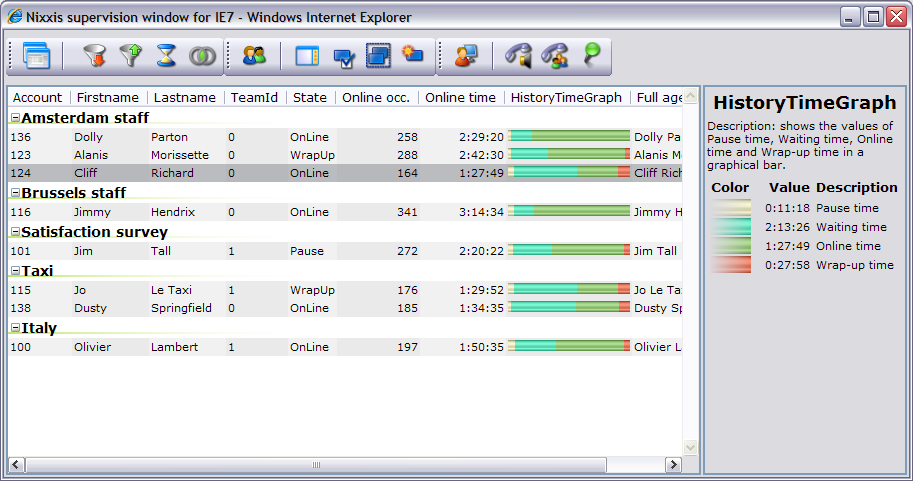 Nixxis supervision window for IE7 - Windows Internet Explorer
Account Firstname Lastname TeamId State Online occ. Online time HistoryTimeGraph Full age
Amsterdam staff
136 Dolly Parton 0 OnLine 258 2:29:20 Dolly Pa
123 Alanis Morissette 0 WrapUp 288 2:42:30 Alanis M
124 Cliff Richard 0 OnLine 164 1:27:49 Cliff Rich
Brussels staff
116 Jimmy Hendrix 0 OnLine 341 3:14:34 Jimmy H
Satisfaction survey
101 Jim Tall 1 Pause 272 2:20:22 Jim Tall
Taxi
115 Jo Le Taxi 1 WrapUp 176 1:29:52 Jo Le Ta
138 Dusty Springfield 0 OnLine 185 1:34:35 Dusty Sp
Italy
100 Olivier Lambert 1 OnLine 197 1:50:35 Olivier L
HistoryTimeGraph
Description: shows the values of
Pause time, Waiting time, Online
time and Wrap-up time in a
graphical bar.
Color Value Description
0:11:18 Pause time
2:13:26 Waiting time
1:27:49 Online time
0:27:58 Wrap-up time